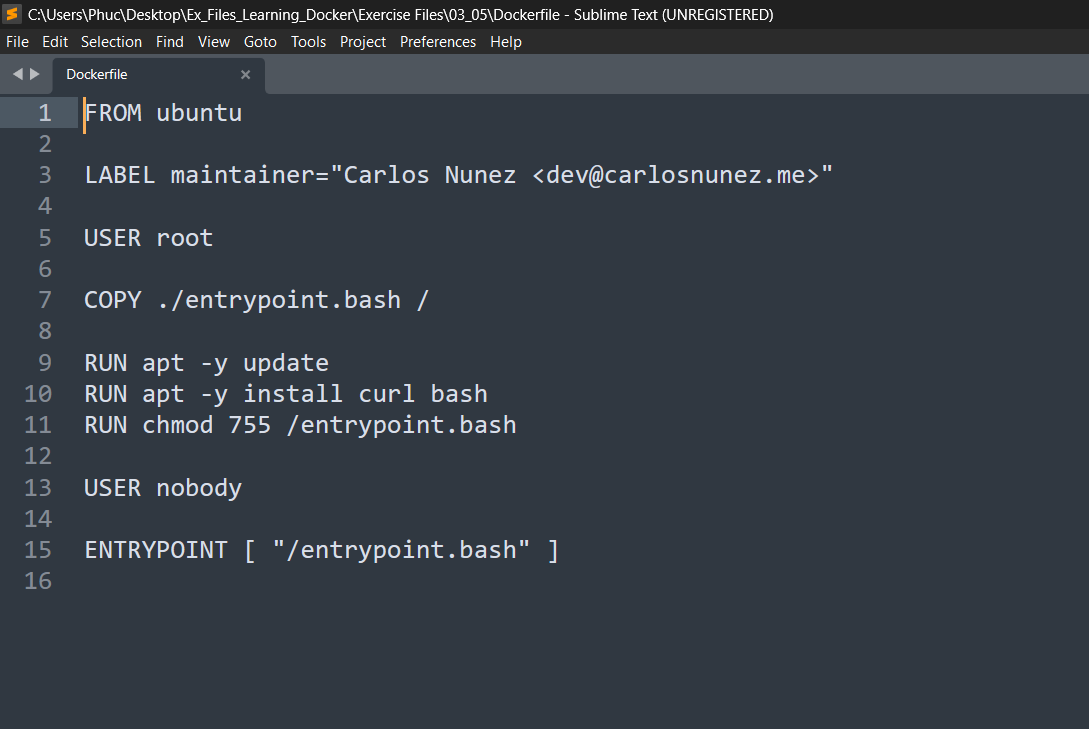 C:\Users\Phuc\Desktop\Ex_Files_Learning_Docker\Exercise Files\03_05\Dockerfile - Sublime Text (UNREGISTERED)
File Edit Selection Find View Goto Tools Project Preferences Help
Dockerfile
1 FROM ubuntu
2
3 LABEL maintainer="Carlos Nunez <dev@carlosnunez.me>"
4
5 USER root
6
7 COPY ./entrypoint.bash /
8
9 RUN apt -y update
10 RUN apt -y install curl bash
11 RUN chmod 755 /entrypoint.bash
12
13 USER nobody
14
15 ENTRYPOINT [ "/entrypoint.bash" ]
16